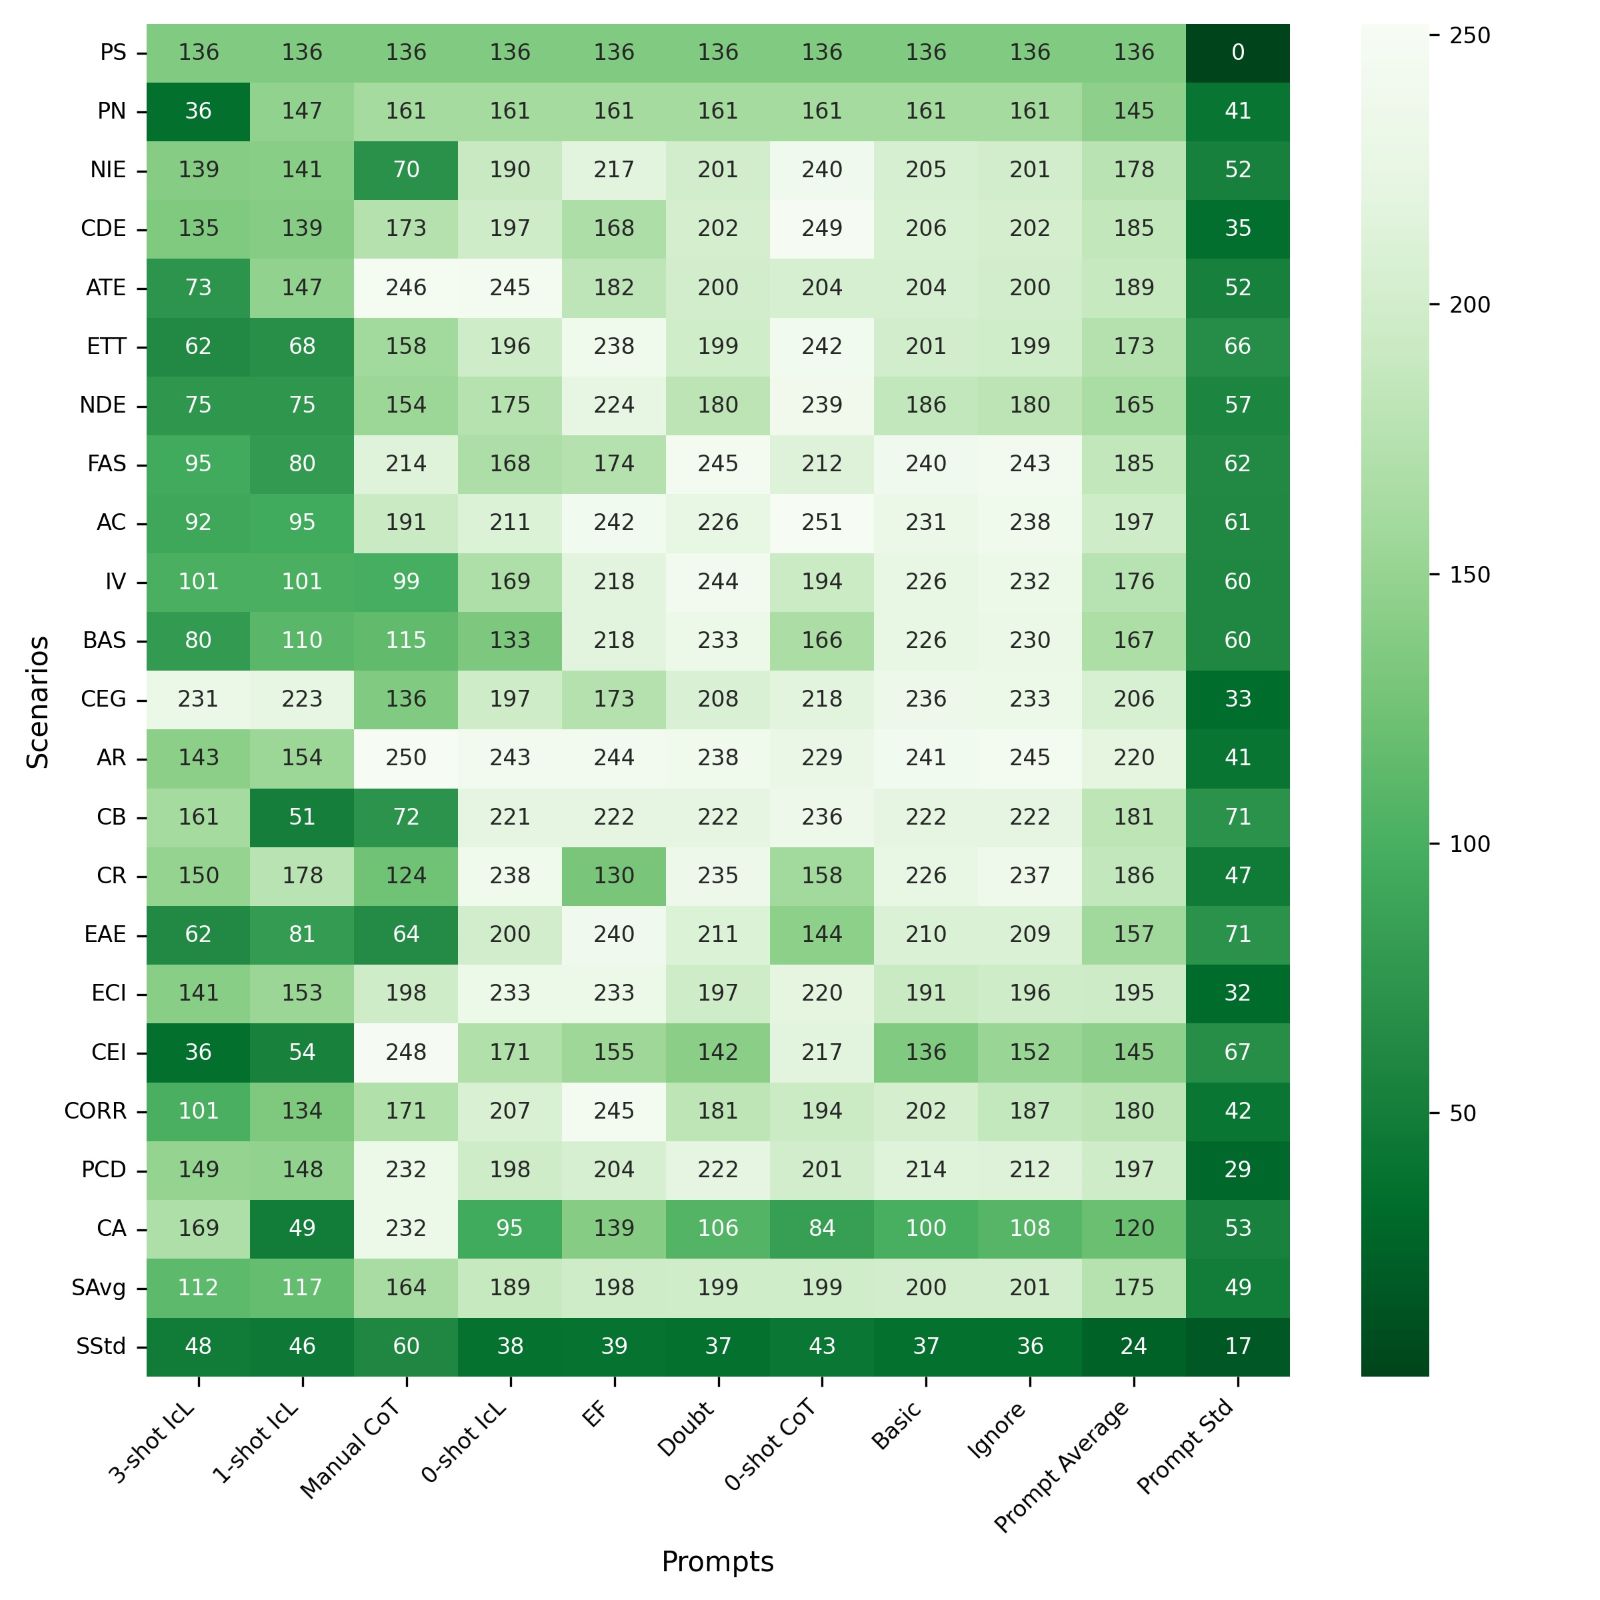 PS 136 136 136 136 136 136 136 136 136 136 0
PN 36 147 161 161 161 161 161 161 161 145 41
NIE 139 141 70 190 217 201 240 205 201 178 52
CDE 135 139 173 197 168 202 249 206 202 185 35
ATE 73 147 246 245 182 200 204 204 200 189 52
ETT 62 68 158 196 238 199 242 201 199 173 66
NDE 75 75 154 175 224 180 239 186 180 165 57
FAS 95 80 214 168 174 245 212 240 243 185 62
AC 92 95 191 211 242 226 251 231 238 197 61
IV 101 101 99 169 218 244 194 226 232 176 60
BAS 80 110 115 133 218 233 166 226 230 167 60
CEG 231 223 136 197 173 208 218 236 233 206 33
AR 143 154 250 243 244 238 229 241 245 220 41
CB 161 51 72 221 222 222 236 222 222 181 71
CR 150 178 124 238 130 235 158 226 237 186 47
EAE 62 81 64 200 240 211 144 210 209 157 71
ECI 141 153 198 233 233 197 220 191 196 195 32
CEI 36 54 248 171 155 142 217 136 152 145 67
CORR 101 134 171 207 245 181 194 202 187 180 42
PCD 149 148 232 198 204 222 201 214 212 197 29
CA 169 49 232 95 139 106 84 100 108 120 53
SAvg 112 117 164 189 198 199 199 200 201 175 49
SStd 48 46 60 38 39 37 43 37 36 24 17
Scenarios
3-shot IcL
1-shot IcL
Manual CoT
0-shot IcL
EF
Doubt
0-shot CoT
Basic
Ignore
Prompt Average
Prompt Std
Prompts
250
200
150
100
50